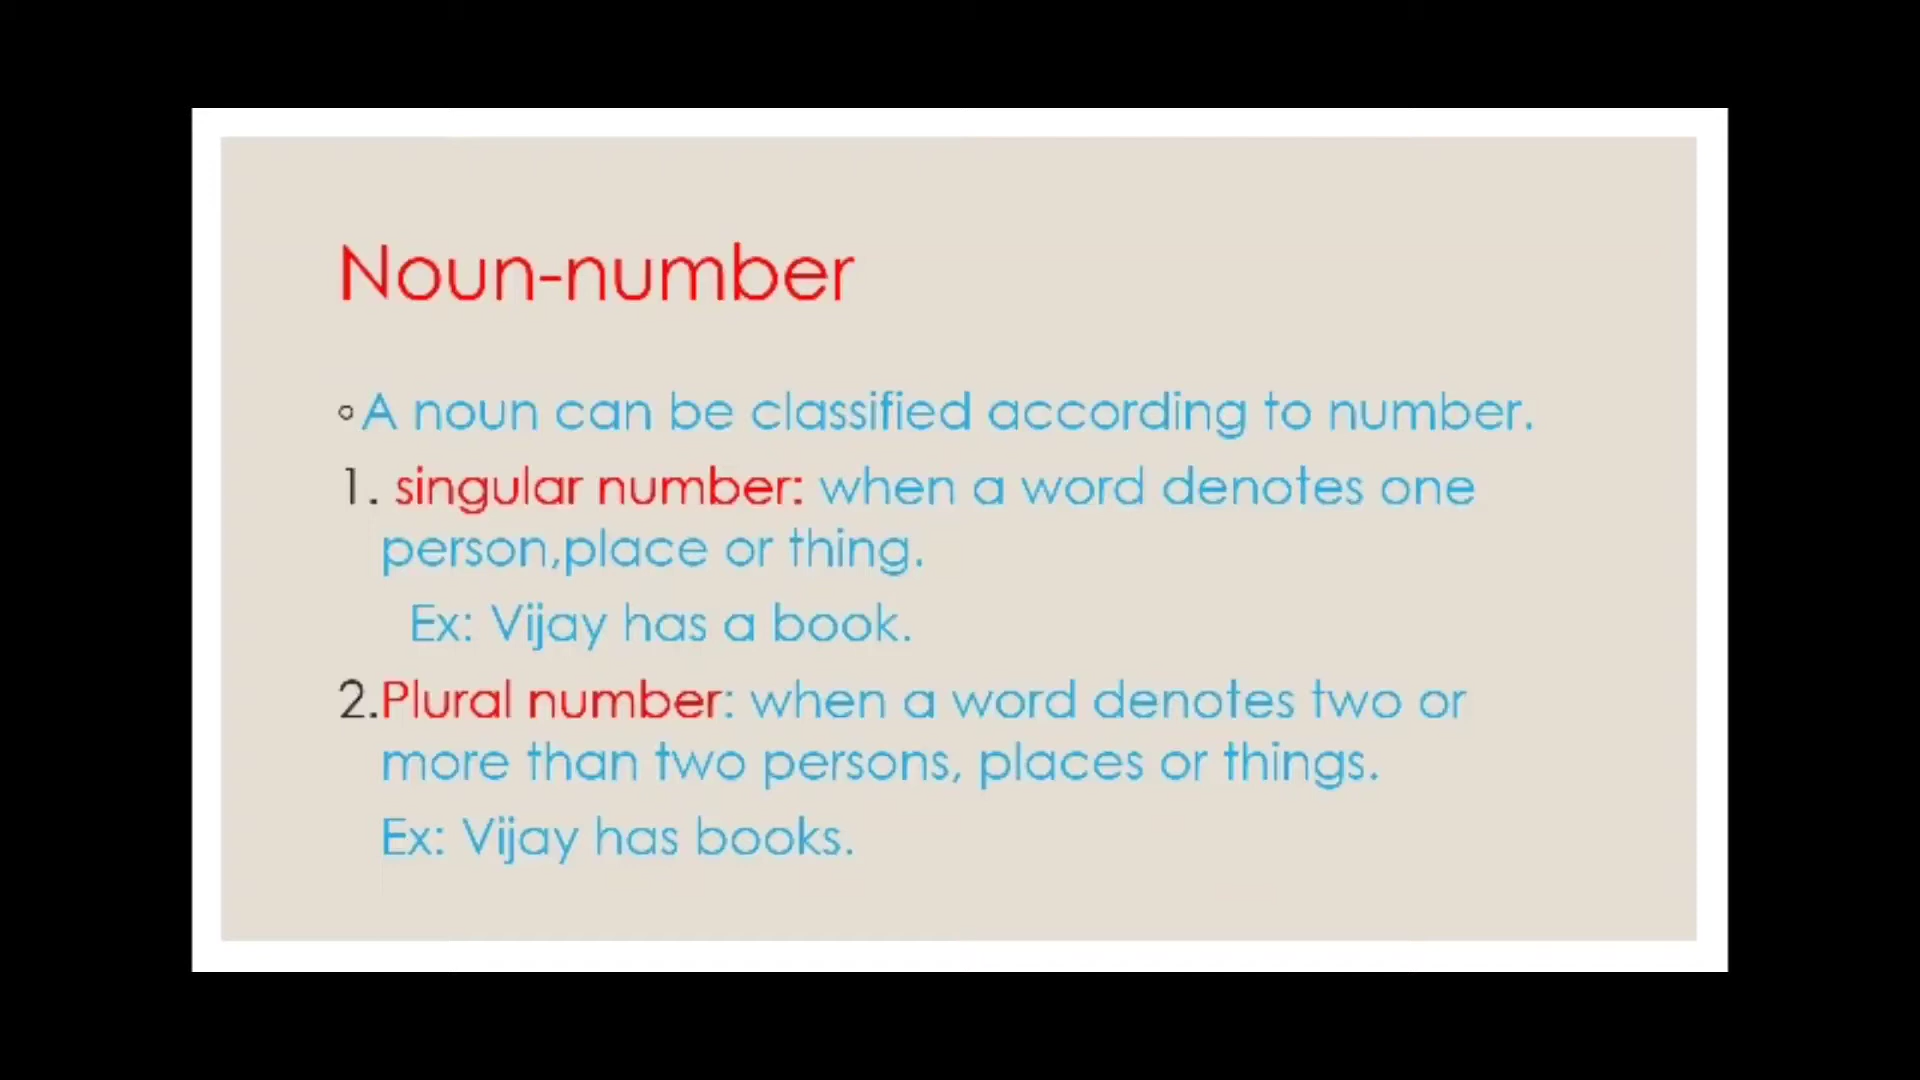 Noun-number
◦A noun can be classified according to number.
1. singular number: when a word denotes one
person,place or thing.
Ex: Vijay has a book.
2.Plural number: when a word denotes two or
more than two persons, places or things.
Ex: Vijay has books.